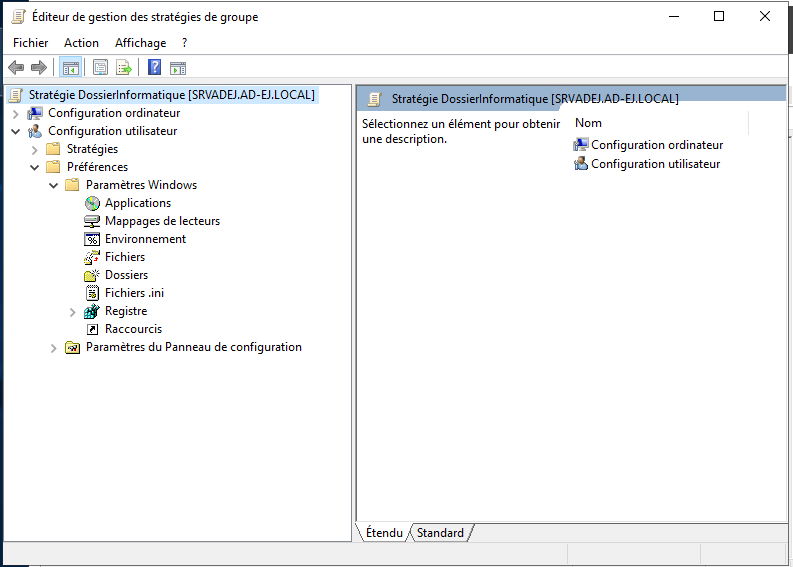 Éditeur de gestion des stratégies de groupe
Fichier Action Affichage ?
Stratégie DossierInformatique [SRVADEJ.AD-EJ.LOCAL]
Configuration ordinateur
Configuration utilisateur
Stratégies
Préférences
Paramètres Windows
Applications
Mappages de lecteurs
Environnement
Fichiers
Dossiers
Fichiers .ini
Registre
Raccourcis
Paramètres du Panneau de configuration
Stratégie DossierInformatique [SRVADEJ.AD-EJ.LOCAL]
Sélectionnez un élément pour obtenir
une description.
Nom
Configuration ordinateur
Configuration utilisateur
Étendu Standard